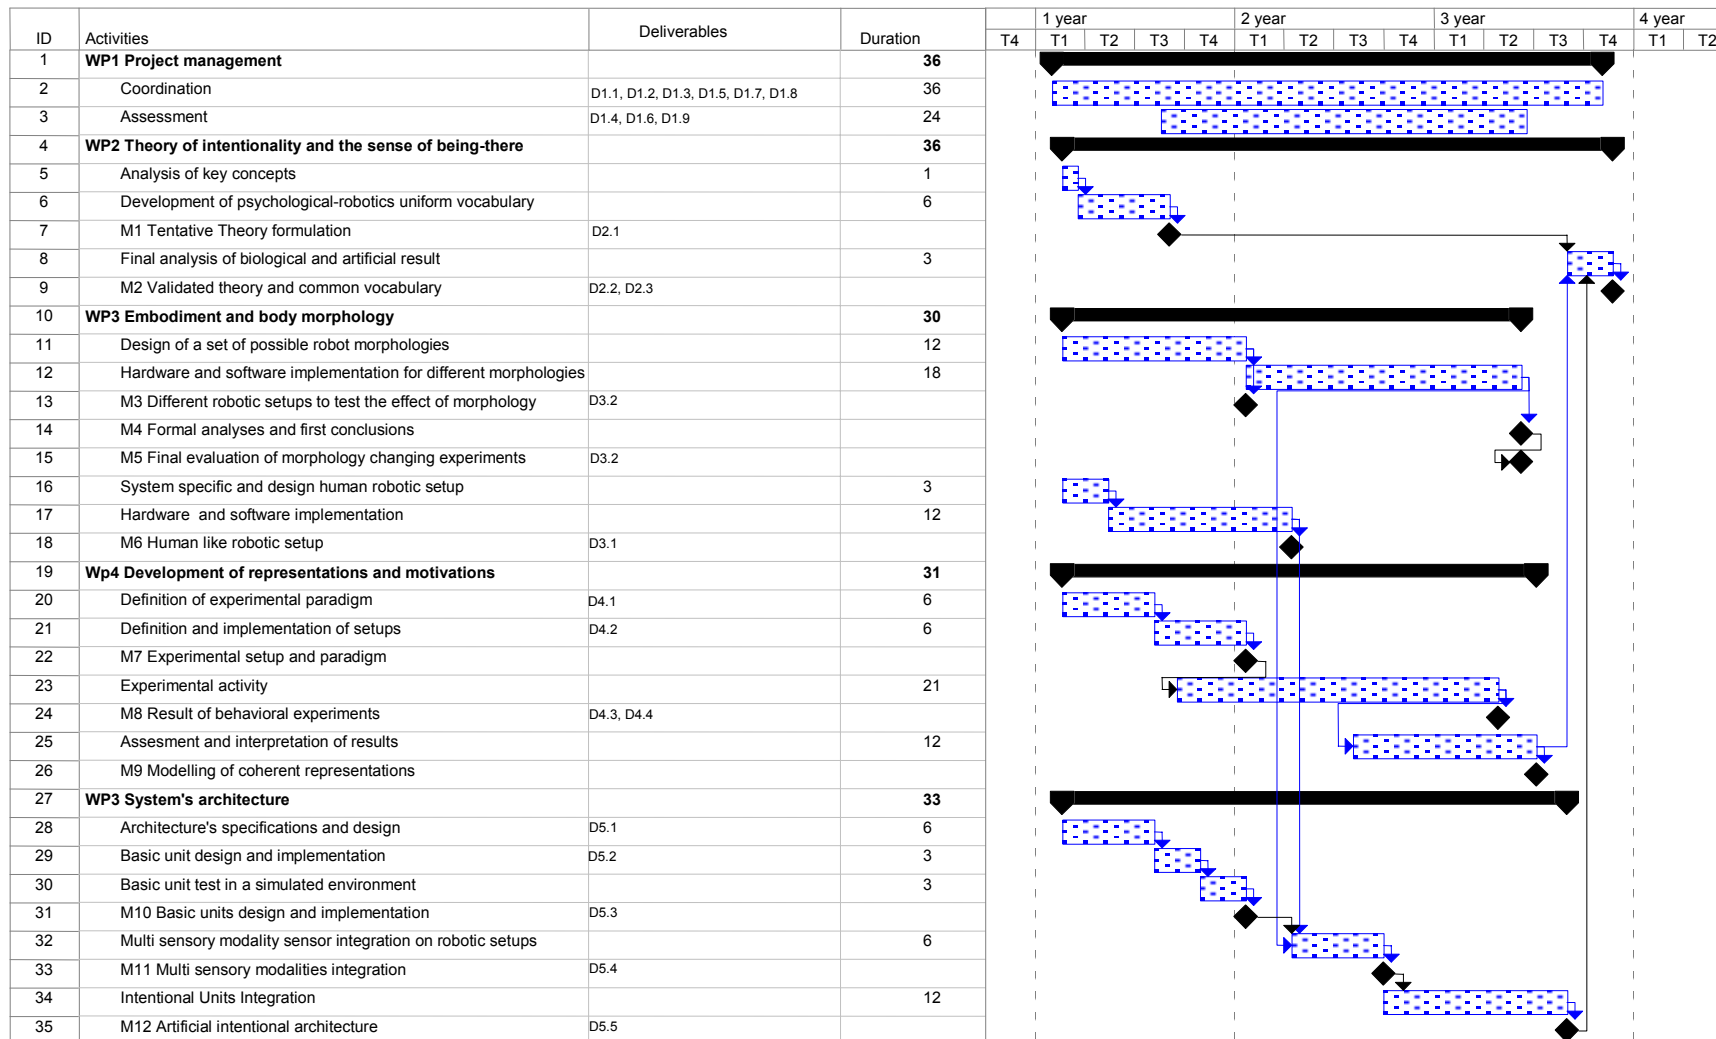 1 year 2 year 3 year 4 year
ID Activities Deliverables Duration T4 T1 T2 T3 T4 T1 T2 T3 T4 T1 T2 T3 T4 T1 T2
1 WP1 Project management 36
2 Coordination D1.1, D1.2, D1.3, D1.5, D1.7, D1.8 36
3 Assessment D1.4, D1.6, D1.9 24
4 WP2 Theory of intentionality and the sense of being-there 36
5 Analysis of key concepts 1
6 Development of psychological-robotics uniform vocabulary 6
7 M1 Tentative Theory formulation D2.1
8 Final analysis of biological and artificial result 3
9 M2 Validated theory and common vocabulary D2.2, D2.3
10 WP3 Embodiment and body morphology 30
11 Design of a set of possible robot morphologies 12
12 Hardware and software implementation for different morphologies 18
13 M3 Different robotic setups to test the effect of morphology D3.2
14 M4 Formal analyses and first conclusions
15 M5 Final evaluation of morphology changing experiments D3.2
16 System specific and design human robotic setup 3
17 Hardware and software implementation 12
18 M6 Human like robotic setup D3.1
19 Wp4 Development of representations and motivations 31
20 Definition of experimental paradigm D4.1 6
21 Definition and implementation of setups D4.2 6
22 M7 Experimental setup and paradigm
23 Experimental activity 21
24 M8 Result of behavioral experiments D4.3, D4.4
25 Assesment and interpretation of results 12
26 M9 Modelling of coherent representations
27 WP3 System's architecture 33
28 Architecture's specifications and design D5.1 6
29 Basic unit design and implementation D5.2 3
30 Basic unit test in a simulated environment 3
31 M10 Basic units design and implementation D5.3
32 Multi sensory modality sensor integration on robotic setups 6
33 M11 Multi sensory modalities integration D5.4
34 Intentional Units Integration 12
35 M12 Artificial intentional architecture D5.5